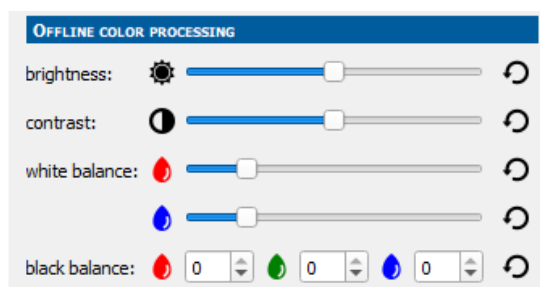 OFFLINE COLOR PROCESSING
brightness:
contrast:
white balance:
black balance: 0 0 0